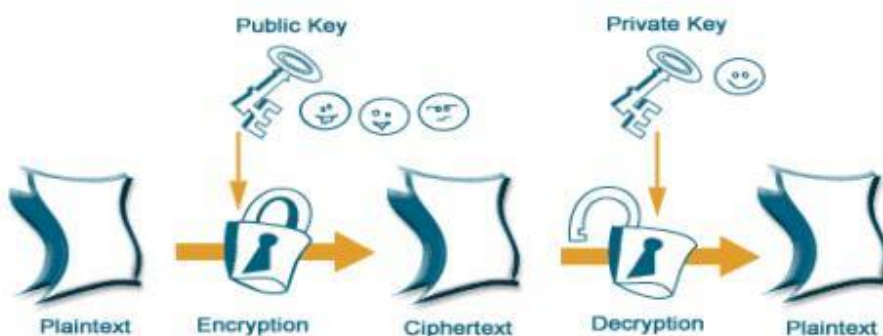 Public Key
Private Key
Plaintext
Encryption
Ciphertext
Decryption
Plaintext